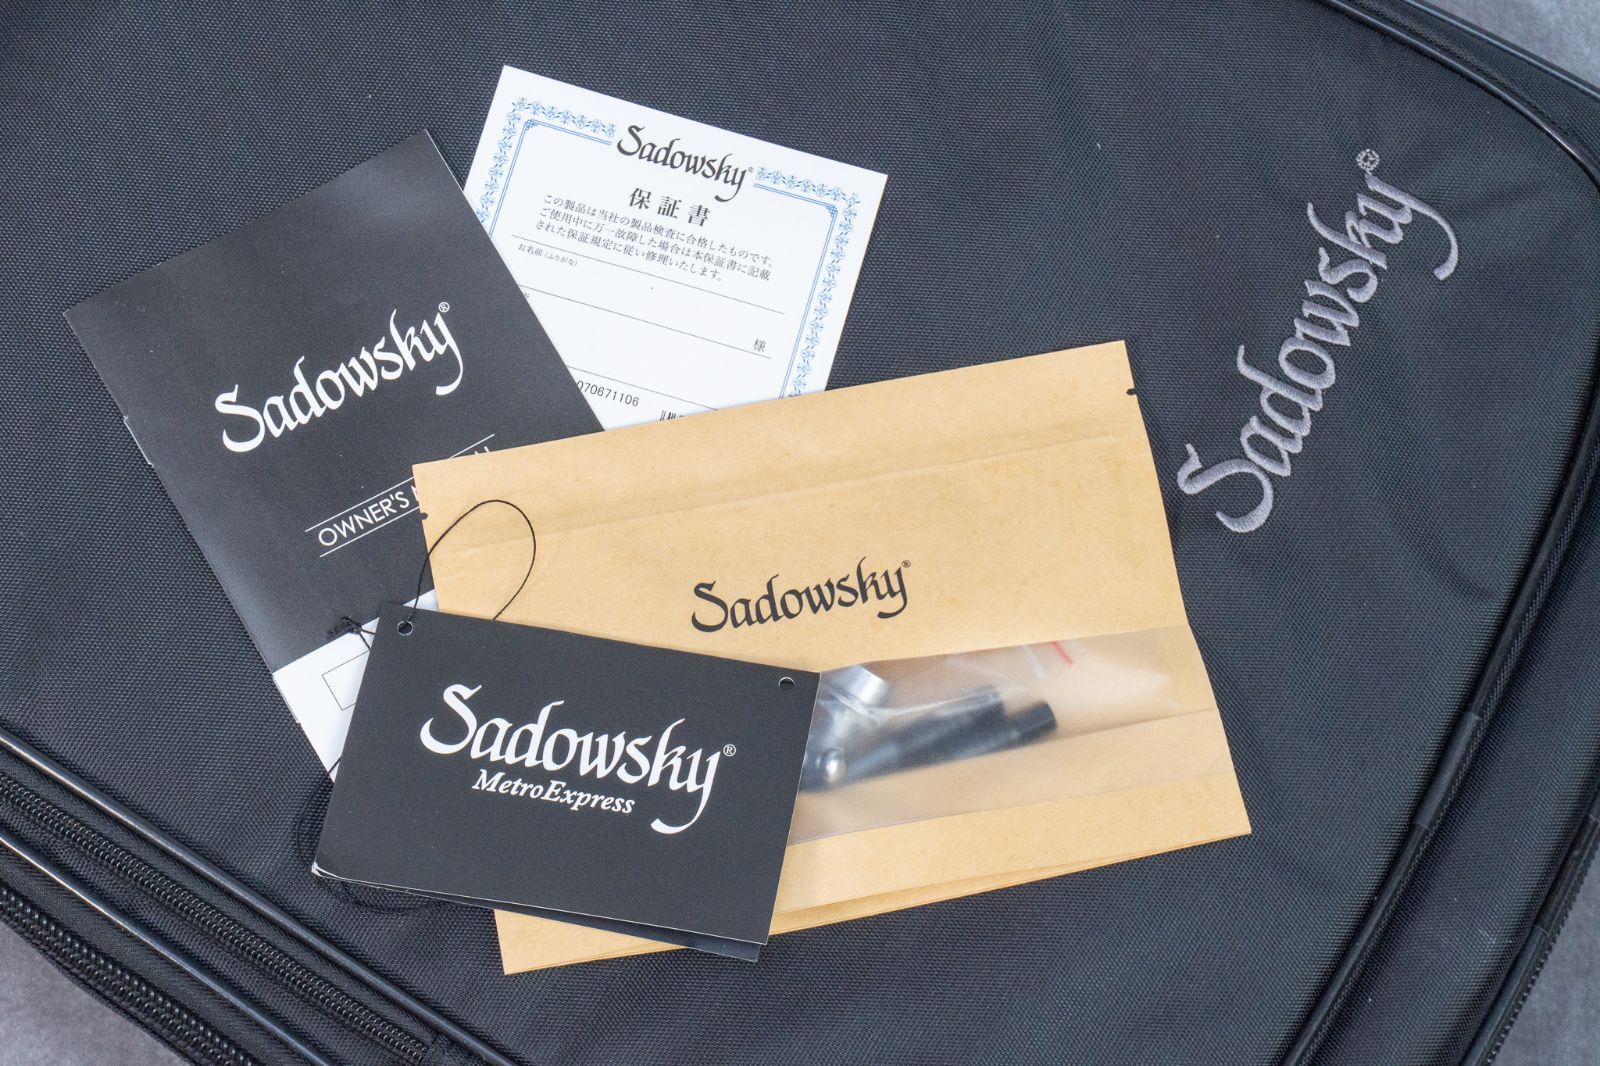 Sadowsky®
保証書
この製品は当社の製品検査に合格したものです。
ご使用中に万一故障した場合は本保証書に記載
された保証規定に従い修理いたします。
お名前(ふりがな)
様
070671106
Sadowsky®
OWNER'S
Sadowsky®
Sadowsky®
Sadowsky®
MetroExpress